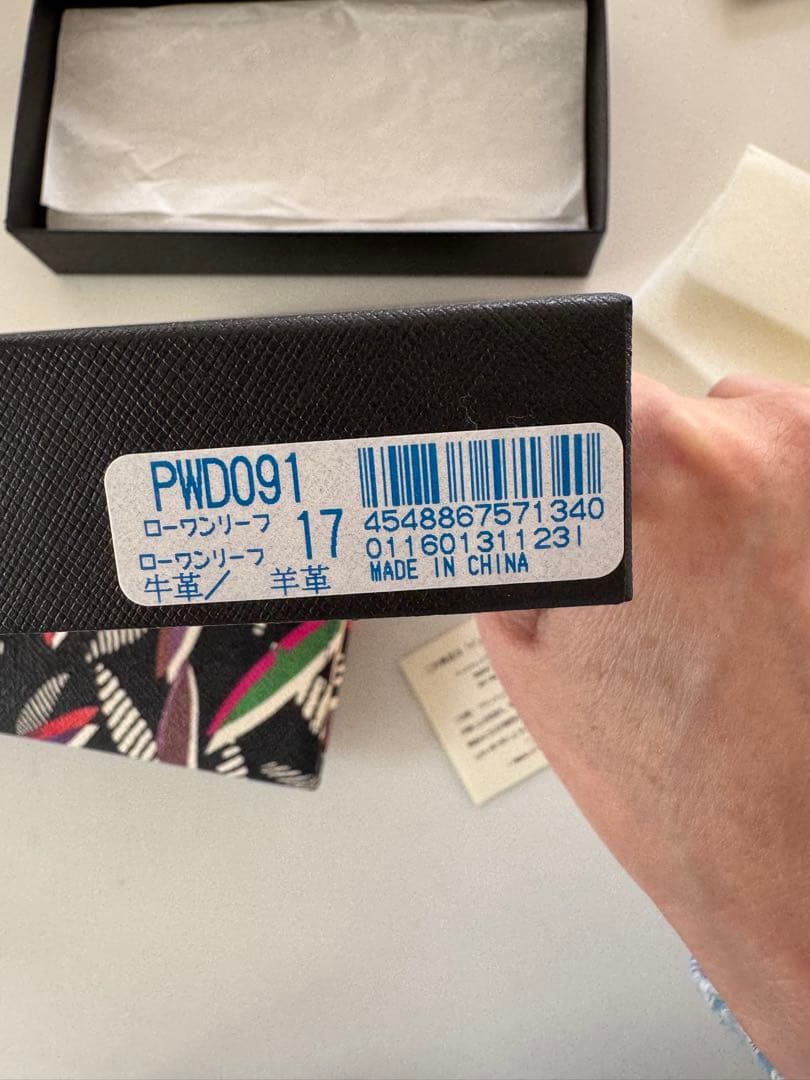 PWD091
ローワンリーフ
ローワンリーフ 17
牛革/ 羊革
4548867571340
011601311231
MADE IN CHINA